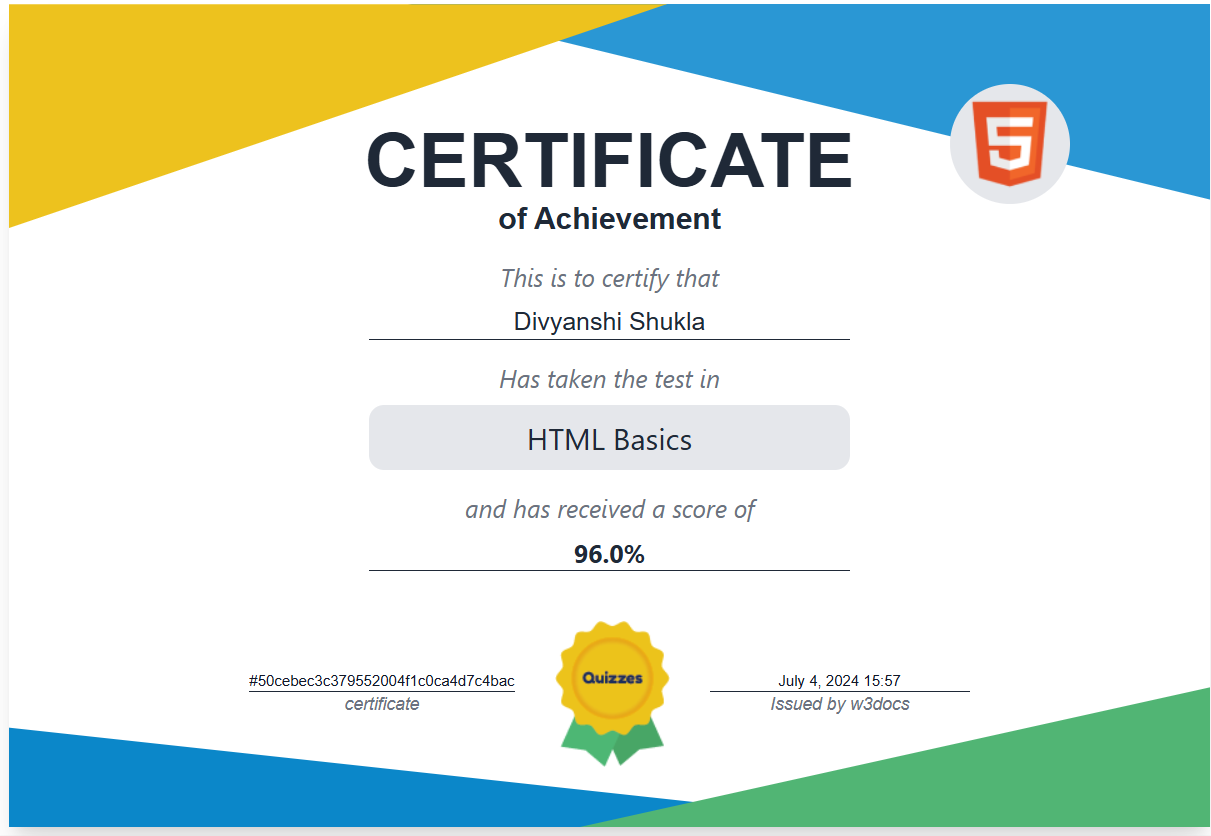 CERTIFICATE
of Achievement
This is to certify that
Divyanshi Shukla
Has taken the test in
HTML Basics
and has received a score of
96.0%
Quizzes
#50cebec3c379552004f1c0ca4d7c4bac
certificate
July 4, 2024 15:57
Issued by w3docs